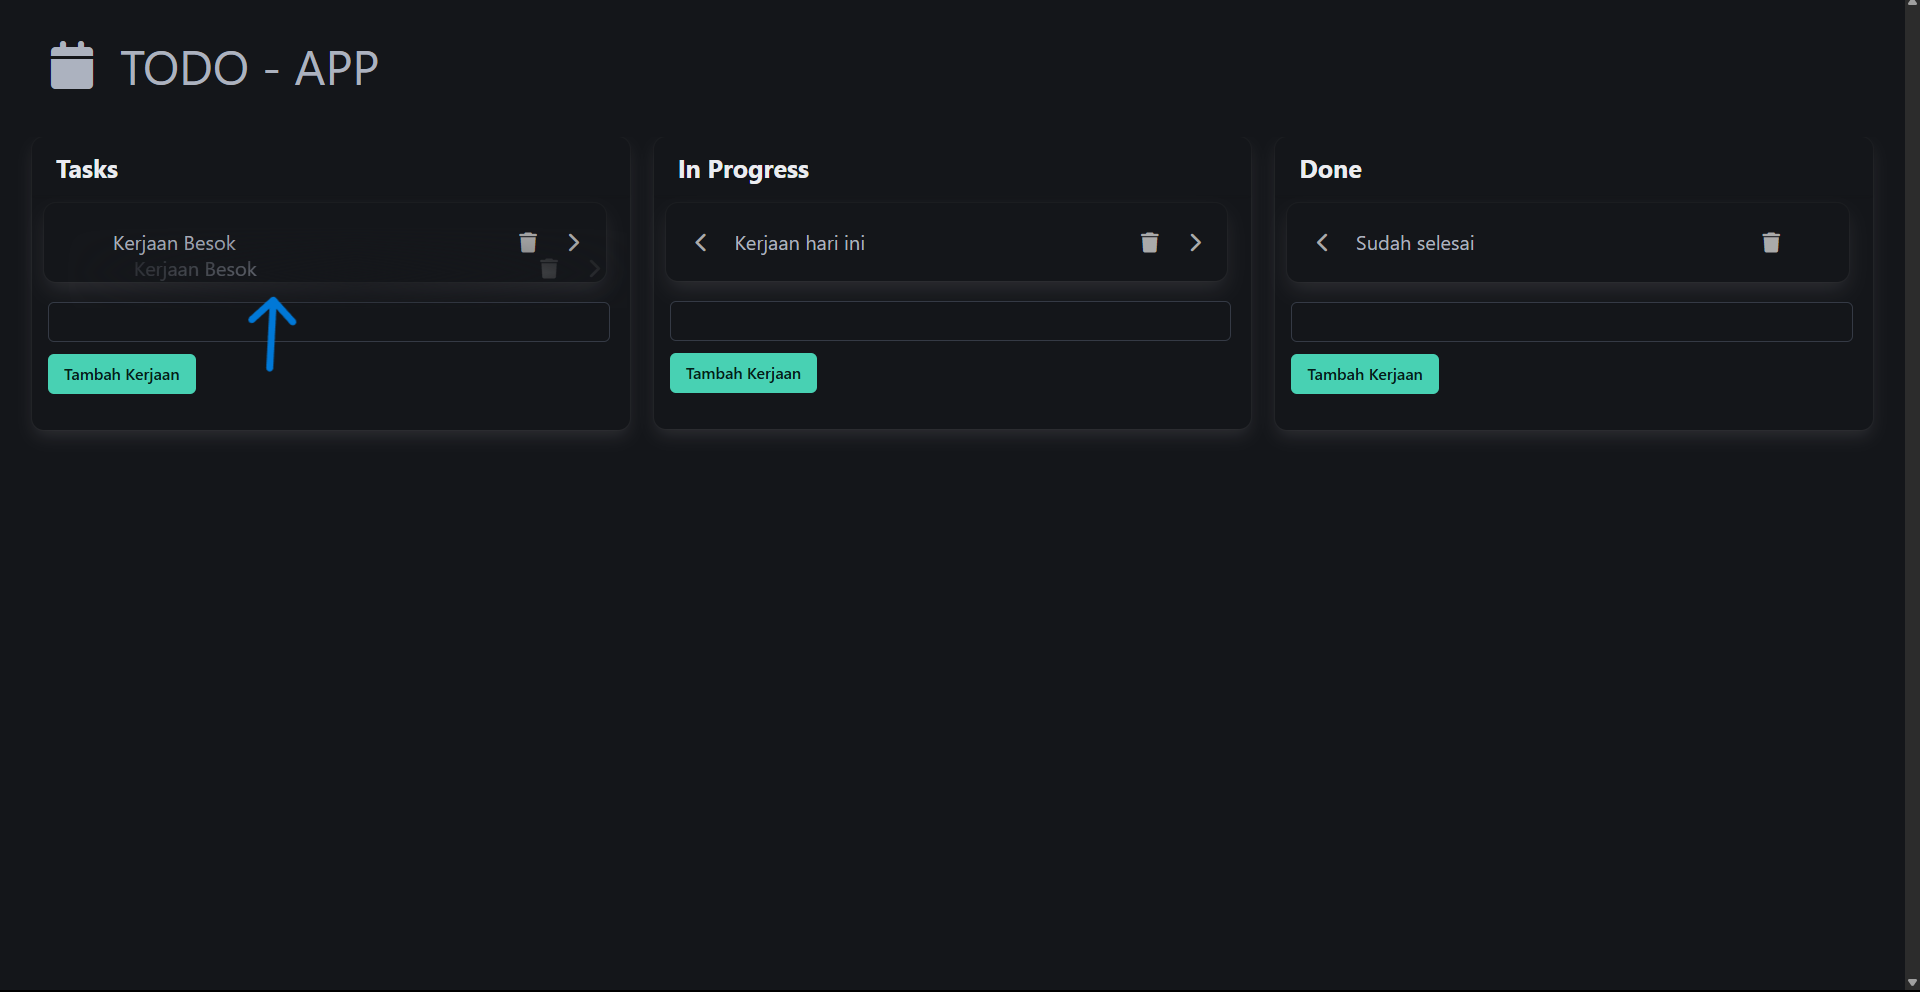 TODO - APP
Tasks
Kerjaan Besok
Kerjaan Besok
Tambah Kerjaan
In Progress
Kerjaan hari ini
Tambah Kerjaan
Done
Sudah selesai
Tambah Kerjaan